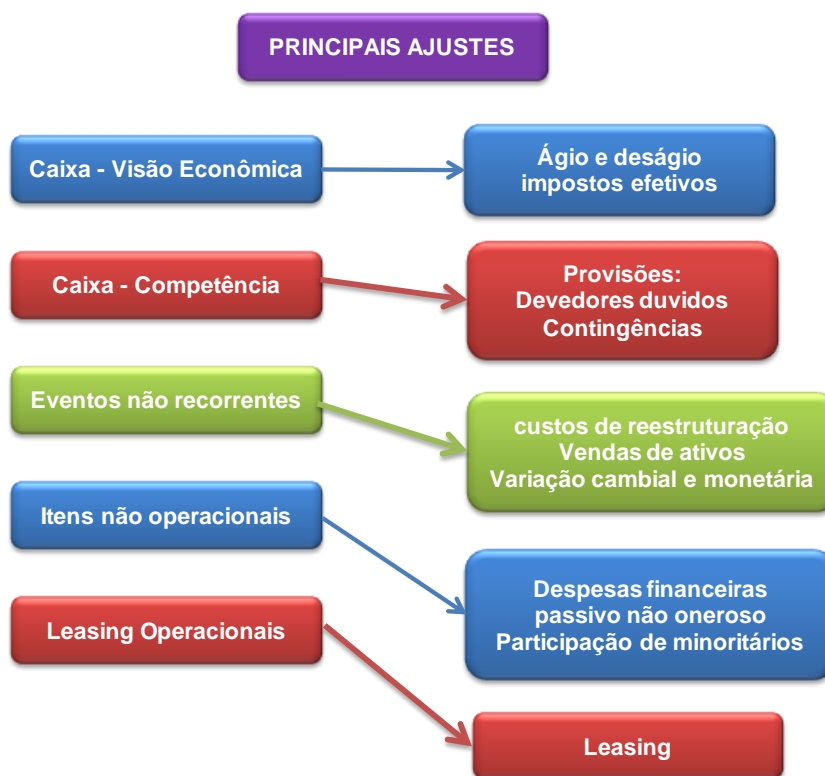 PRINCIPAIS AJUSTES
Caixa - Visão Econômica
Ágio e deságio
impostos efetivos
Caixa - Competência
Provisões:
Devedores duvidos
Contingências
Eventos não recorrentes
custos de reestruturação
Vendas de ativos
Variação cambial e monetária
Itens não operacionais
Despesas financeiras
passivo não oneroso
Participação de minoritários
Leasing Operacionais
Leasing